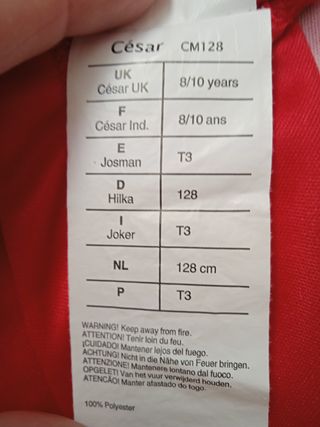 César CM128
UK
César UK 8/10 years
F
César Ind. 8/10 ans
E
Josman T3
D
Hilka 128
I
Joker T3
NL 128 cm
P T3
WARNING! Keep away from fire.
ATTENTION! Tenir loin du feu.
¡CUIDADO! Mantener lejos del fuego.
ACHTUNG! Nicht in die Nähe von Feuer bringen.
ATTENZIONE! Mantenere lontano dal fuoco.
OPGELET! Van het vuur verwijderd houden.
ATENCÃO! Manter afastado do fogo.
100% Polyester